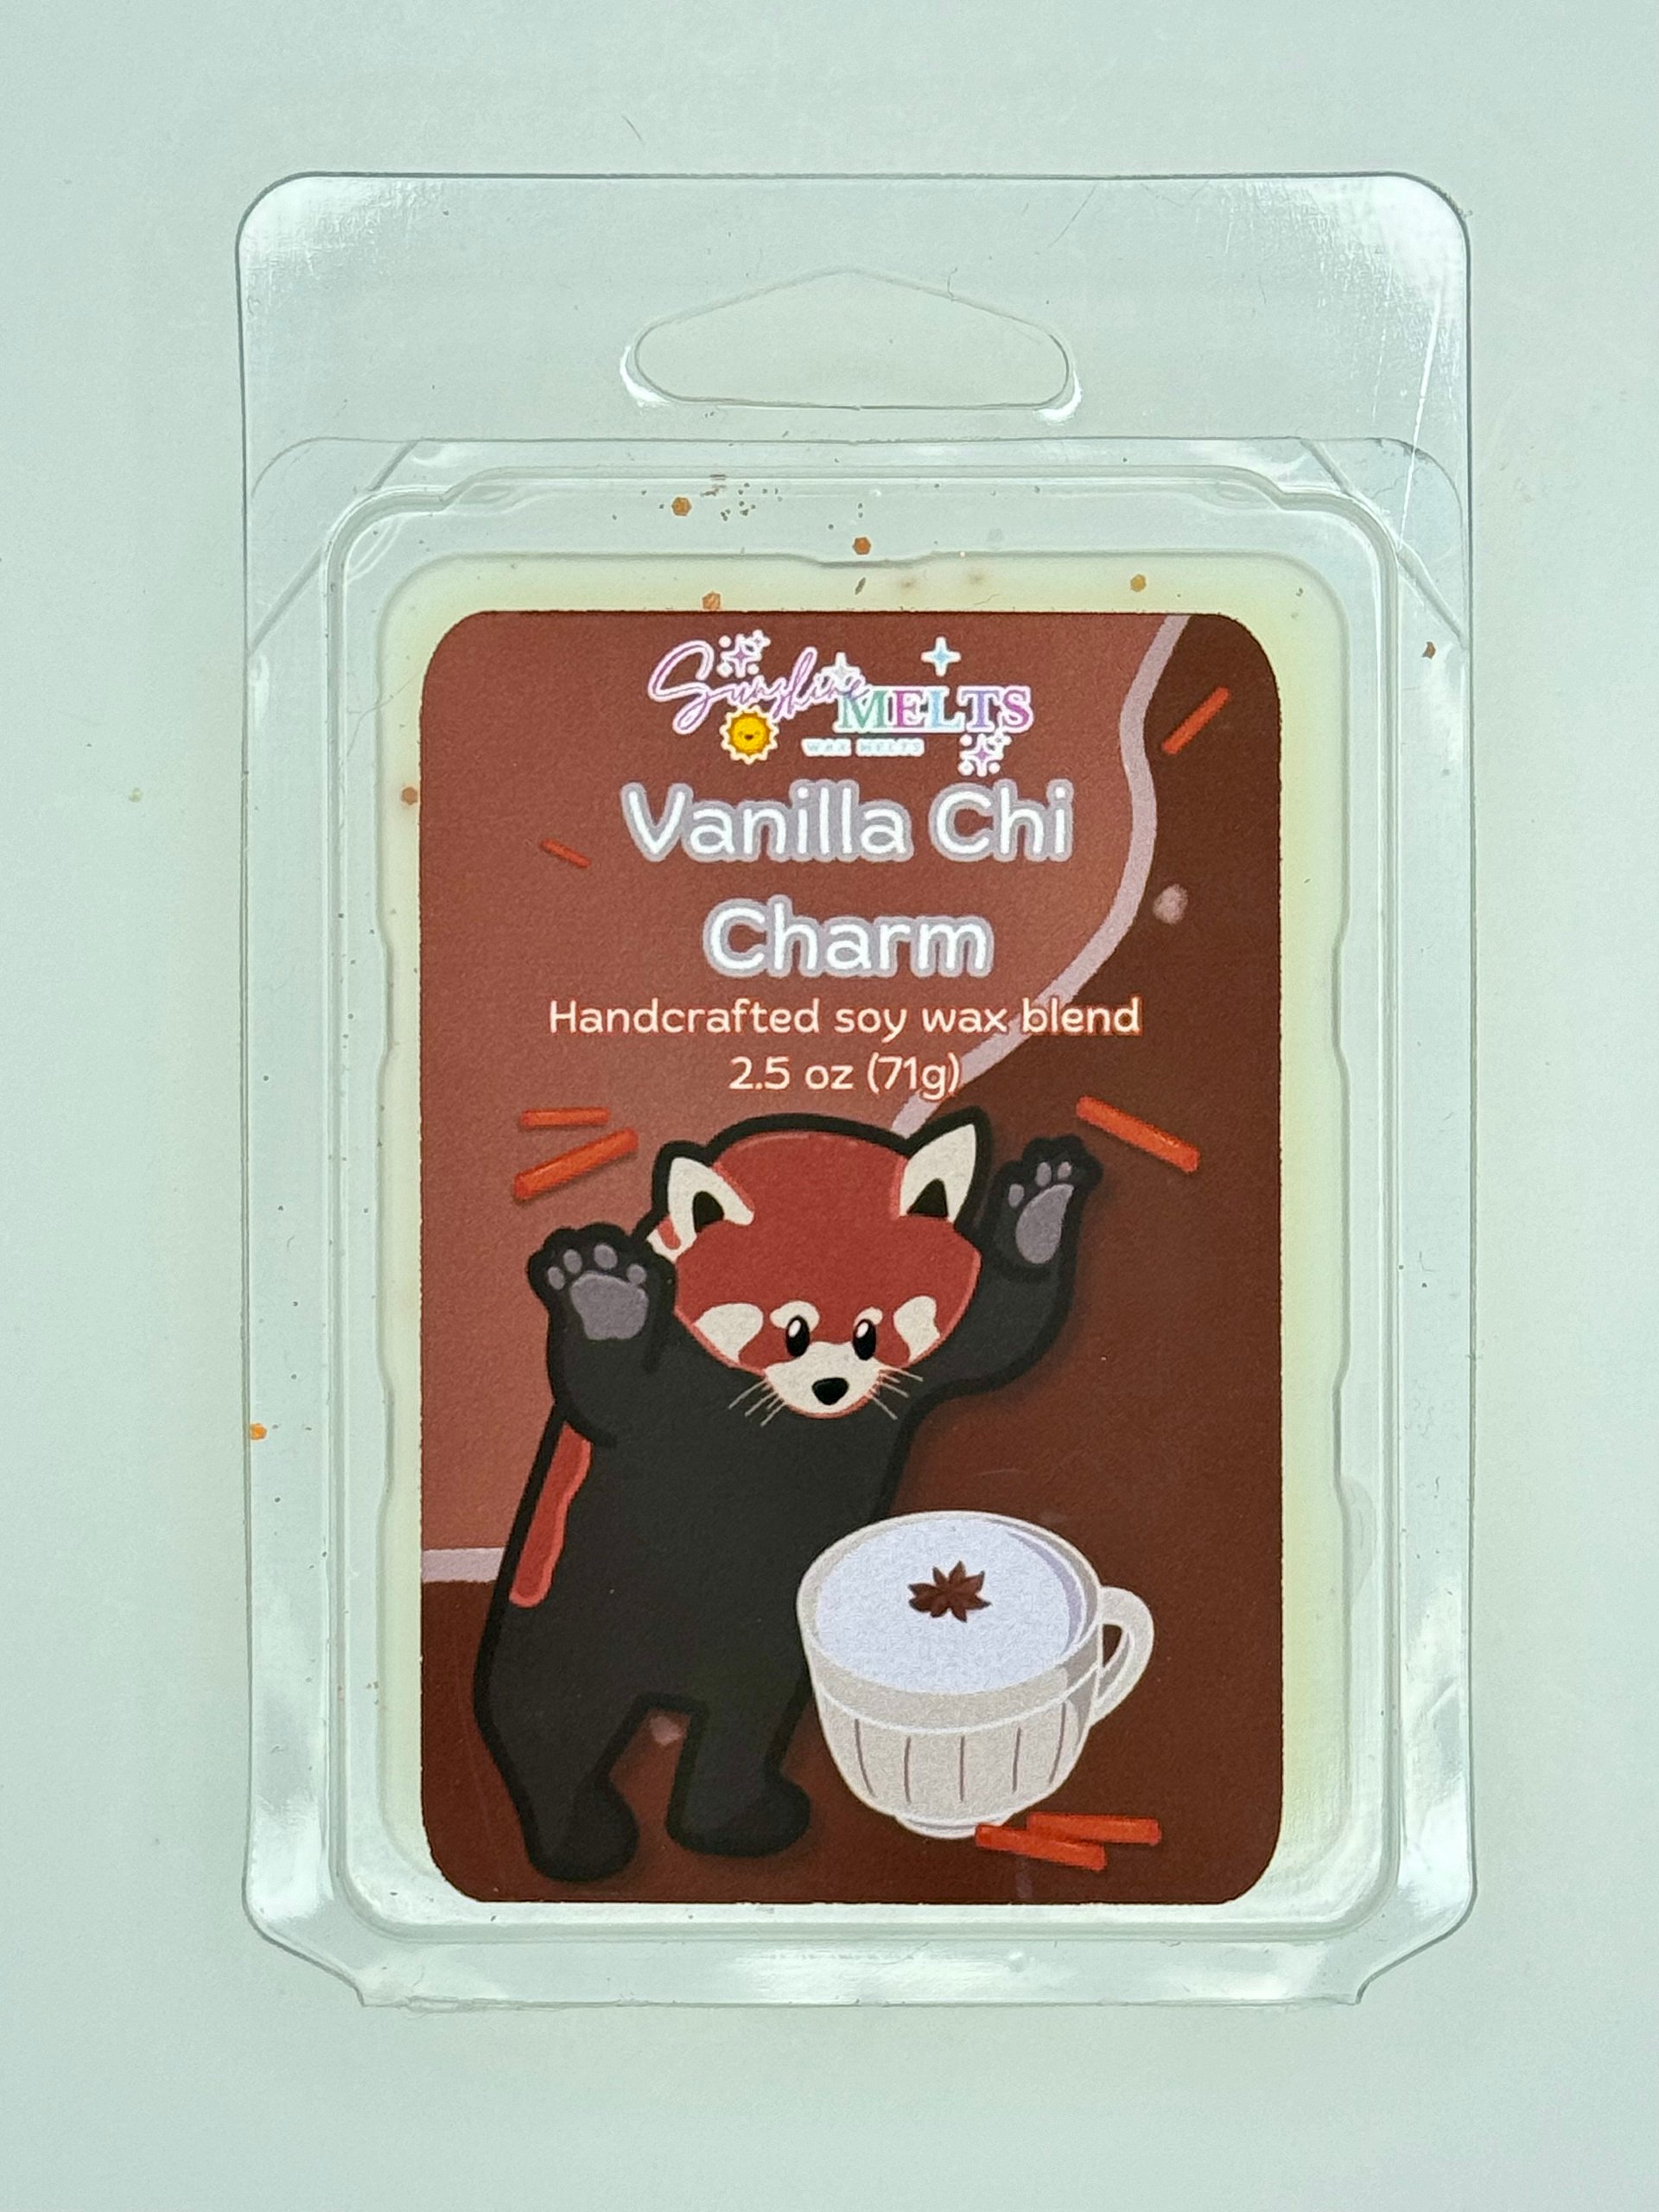 Sunshine MELTS
WAX MELTS
Vanilla Chi
Charm
Handcrafted soy wax blend
2.5 oz (71g)